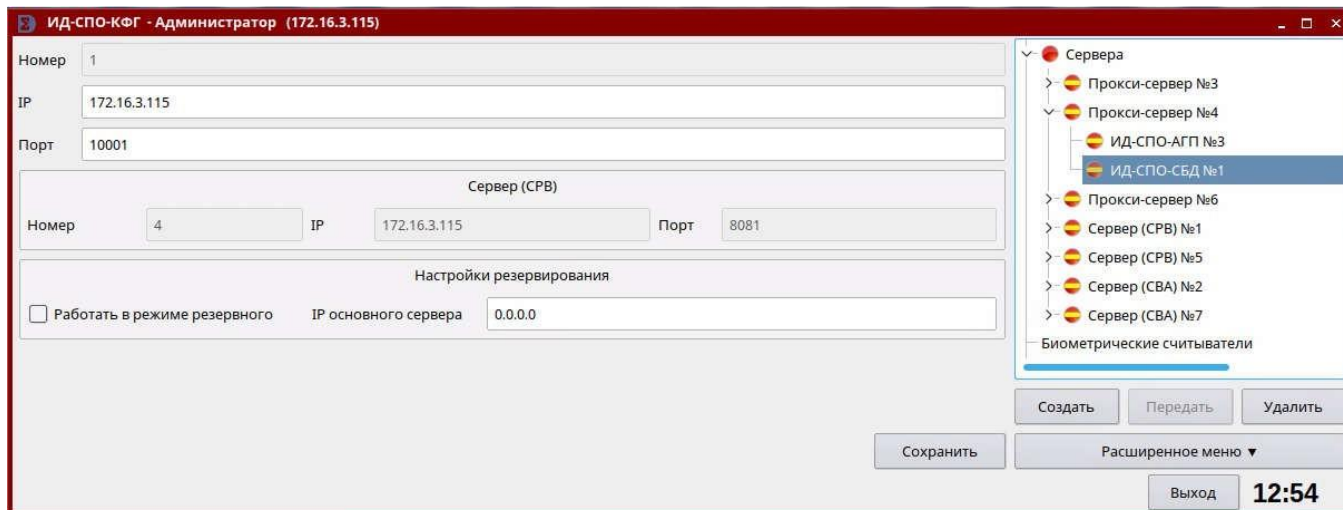 ИД-СПО-КФГ - Администратор (172.16.3.115)
Номер 1
IP 172.16.3.115
Порт 10001
Сервер (СРВ)
Номер 4 IP 172.16.3.115 Порт 8081
Настройки резервирования
Работать в режиме резервного IP основного сервера 0.0.0.0
Сохранить
Сервера
Прокси-сервер №3
Прокси-сервер №4
ИД-СПО-АГП №3
ИД-СПО-СБД №1
Прокси-сервер №6
Сервер (СРВ) №1
Сервер (СРВ) №5
Сервер (СВА) №2
Сервер (СВА) №7
Биометрические считыватели
Создать Передать Удалить
Расширенное меню ▼
Выход 12:54